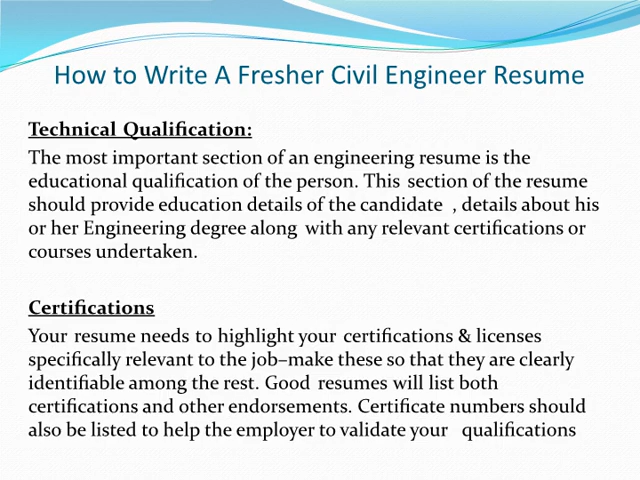 How to Write A Fresher Civil Engineer Resume
Technical Qualification:
The most important section of an engineering resume is the
educational qualification of the person. This section of the resume
should provide education details of the candidate , details about his
or her Engineering degree along with any relevant certifications or
courses undertaken.
Certifications
Your resume needs to highlight your certifications & licenses
specifically relevant to the job–make these so that they are clearly
identifiable among the rest. Good resumes will list both
certifications and other endorsements. Certificate numbers should
also be listed to help the employer to validate your qualifications